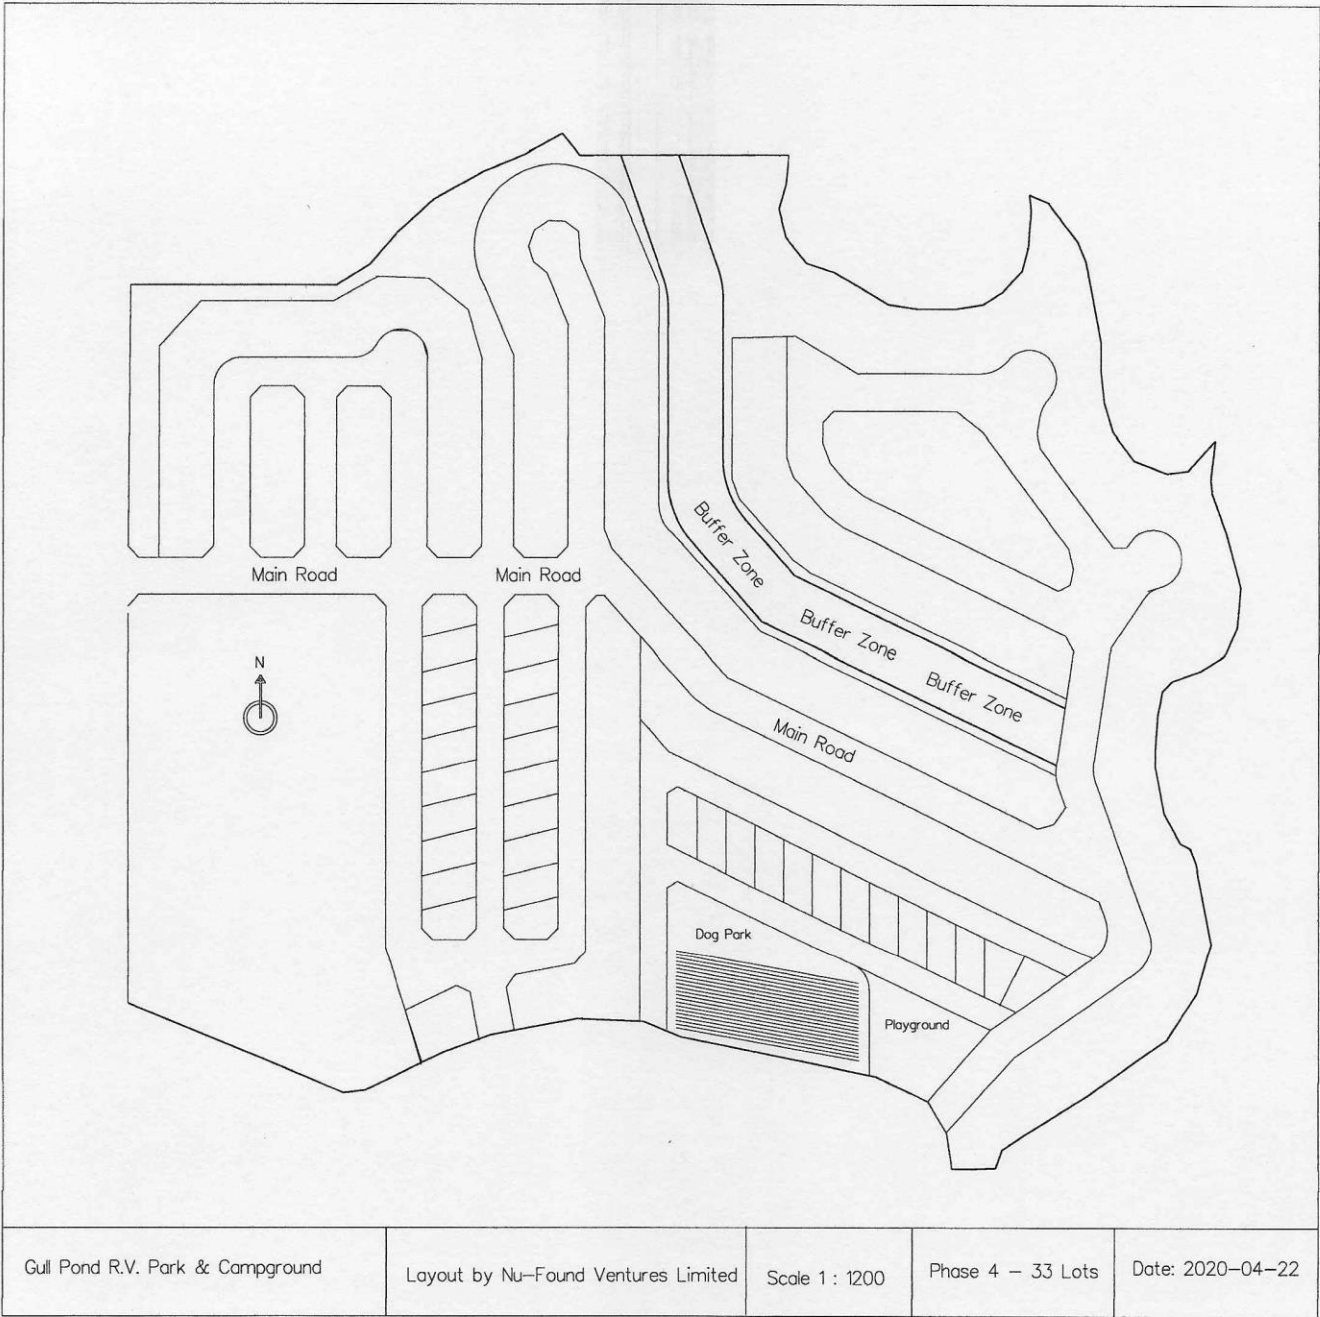 Main Road
Main Road
N
Buffer Zone
Buffer Zone
Buffer Zone
Main Road
Dog Park
Playground
Gull Pond R.V. Park & Campground
Layout by Nu-Found Ventures Limited
Scale 1 : 1200
Phase 4 - 33 Lots
Date: 2020-04-22